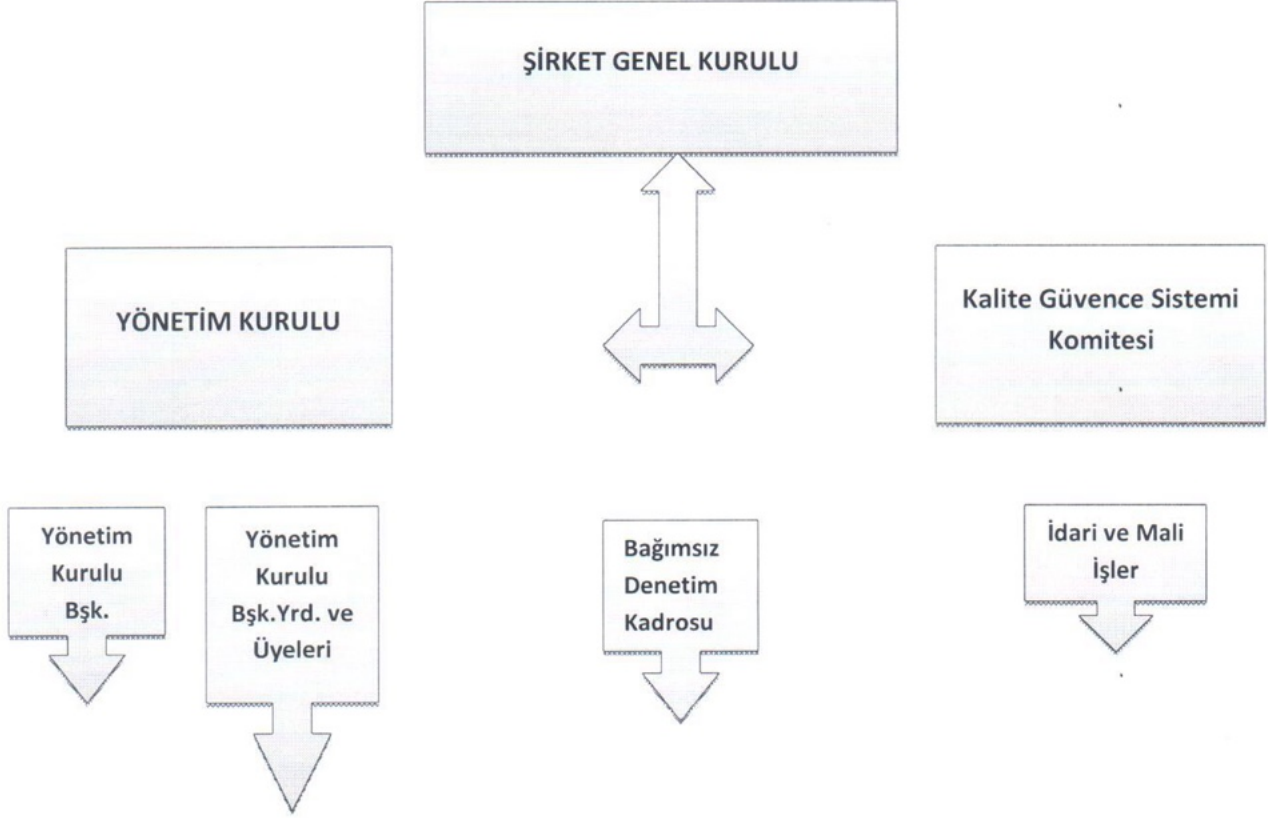 ŞİRKET GENEL KURULU
YÖNETİM KURULU
Kalite Güvence Sistemi
Komitesi
Yönetim
Kurulu
Bşk.
Yönetim
Kurulu
Bşk.Yrd. ve
Üyeleri
Bağımsız
Denetim
Kadrosu
İdari ve Mali
İşler